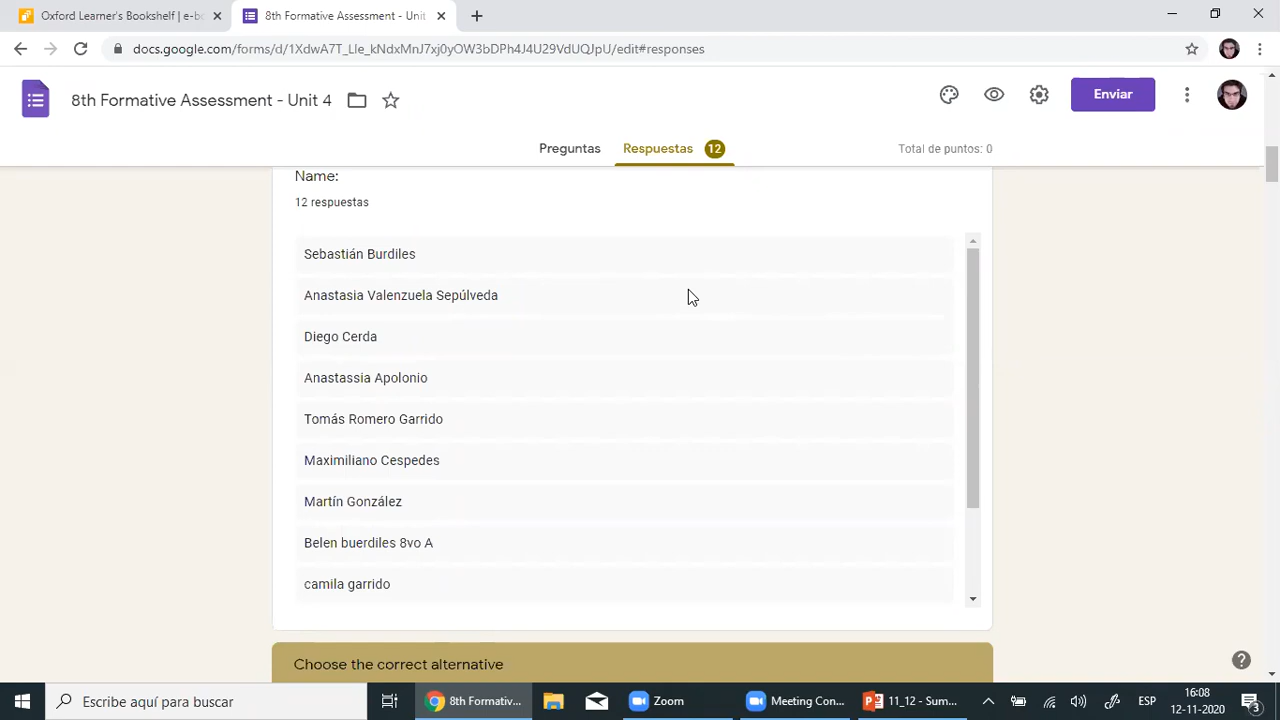 Oxford Learner's Bookshelf | e-bo
8th Formative Assessment - Unit
docs.google.com/forms/d/1XdwA7T_Lle_kNdxMnJ7xj0yOW3bDPh4J4U29VdUQJpU/edit#responses
8th Formative Assessment - Unit 4
Enviar
Preguntas
Respuestas 12
Total de puntos: 0
Name:
12 respuestas
Sebastián Burdiles
Anastasia Valenzuela Sepúlveda
Diego Cerda
Anastassia Apolonio
Tomás Romero Garrido
Maximiliano Cespedes
Martín González
Belen buerdiles 8vo A
camila garrido
Choose the correct alternative
Escribe aquí para buscar
8th Formativ...
Zoom
Meeting Con...
11_12 - Sum...
ESP
16:08
12-11-2020
3